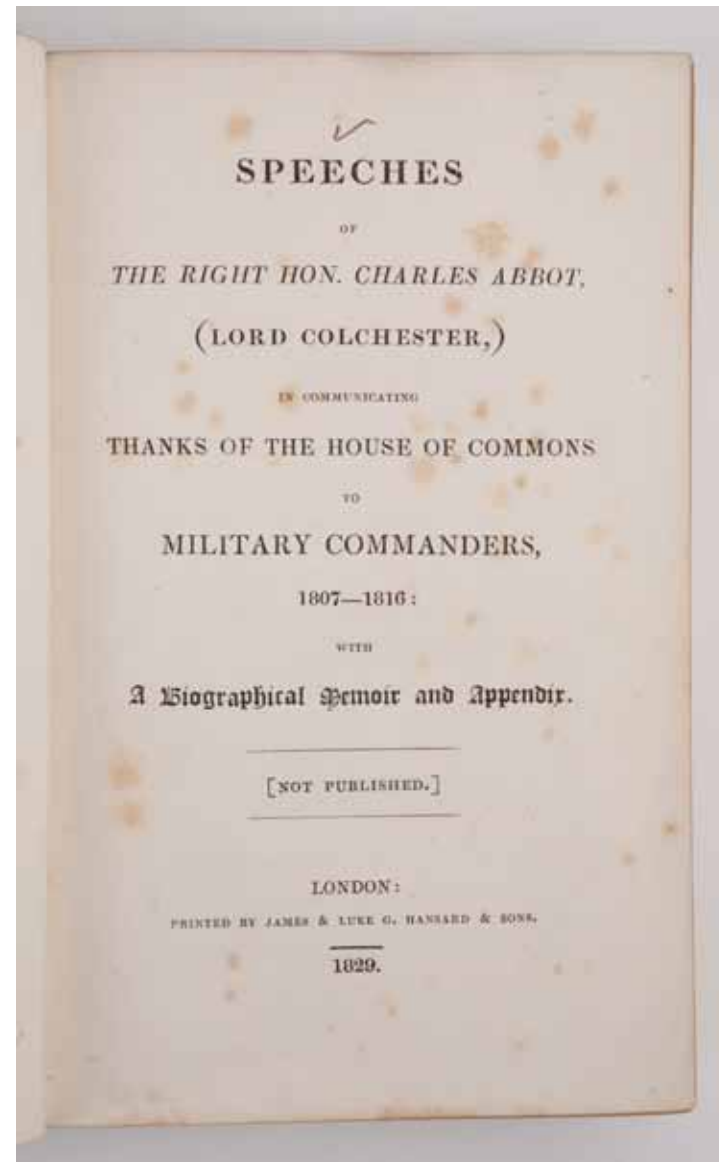 SPEECHES
OF
THE RIGHT HON. CHARLES ABBOT,
(LORD COLCHESTER,)
IN COMMUNICATING
THANKS OF THE HOUSE OF COMMONS
TO
MILITARY COMMANDERS,
1807—1816:
WITH
A Biographical Memoir and Appendix.
[NOT PUBLISHED.]
LONDON:
PRINTED BY JAMES & LUKE G. HANSARD & SONS.
1829.